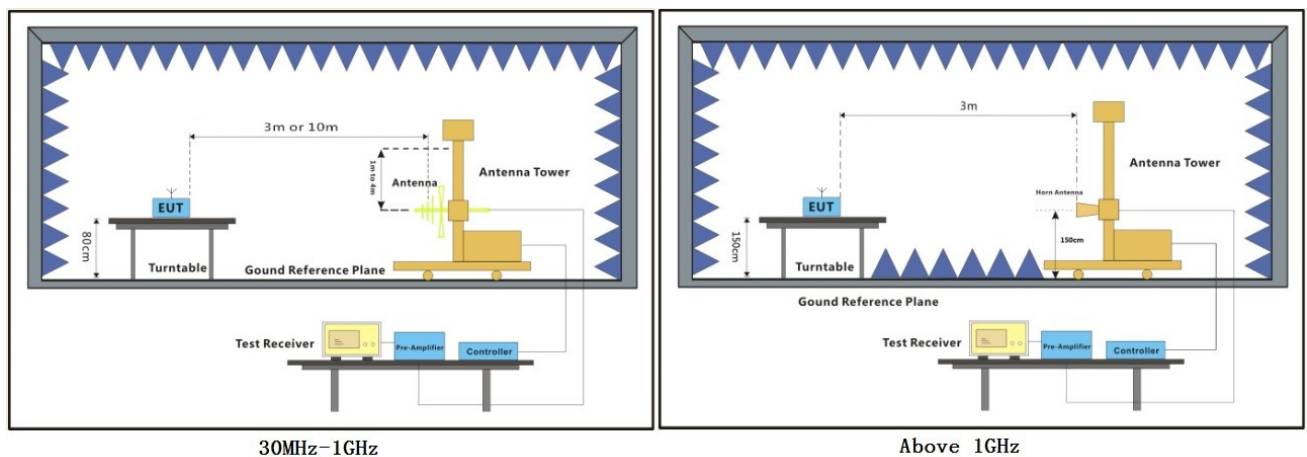 3m or 10m
1m to 4m
Antenna
Antenna Tower
EUT
80cm
Turntable
Gound Reference Plane
Test Receiver
Pre-Amplifier
Controller
30MHz-1GHz
3m
Antenna Tower
Horn Antenna
EUT
150cm
150cm
Turntable
Gound Reference Plane
Test Receiver
Pre-Amplifier
Controller
Above 1GHz